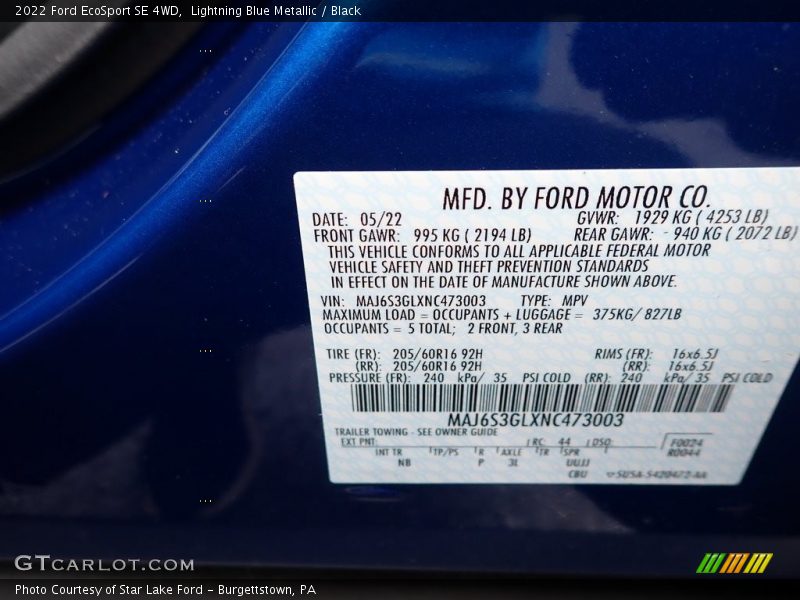 2022 Ford EcoSport SE 4WD, Lightning Blue Metallic / Black
MFD. BY FORD MOTOR CO.
DATE: 05/22 GVWR: 1929 KG ( 4253 LB)
FRONT GAWR: 995 KG ( 2194 LB) REAR GAWR: 940 KG ( 2072 LB)
THIS VEHICLE CONFORMS TO ALL APPLICABLE FEDERAL MOTOR
VEHICLE SAFETY AND THEFT PREVENTION STANDARDS
IN EFFECT ON THE DATE OF MANUFACTURE SHOWN ABOVE.
VIN: MAJ6S3GLXNC473003 TYPE: MPV
MAXIMUM LOAD = OCCUPANTS + LUGGAGE = 375KG/ 827LB
OCCUPANTS = 5 TOTAL; 2 FRONT, 3 REAR
TIRE (FR): 205/60R16 92H RIMS (FR): 16x6.5J
(RR): 205/60R16 92H (RR): 16x6.5J
PRESSURE (FR): 240 kPa/ 35 PSI COLD (RR): 240 kPa/ 35 PSI COLD
MAJ6S3GLXNC473003
TRAILER TOWING - SEE OWNER GUIDE
EXT PNT: RC: 44 DSO: F0024
INT TR TP/PS R AXLE TR SPR R0044
NB P 3L UUJJ
CBU 5U5A-5420472-AA
GTCARLOT.COM
Photo Courtesy of Star Lake Ford – Burgettstown, PA